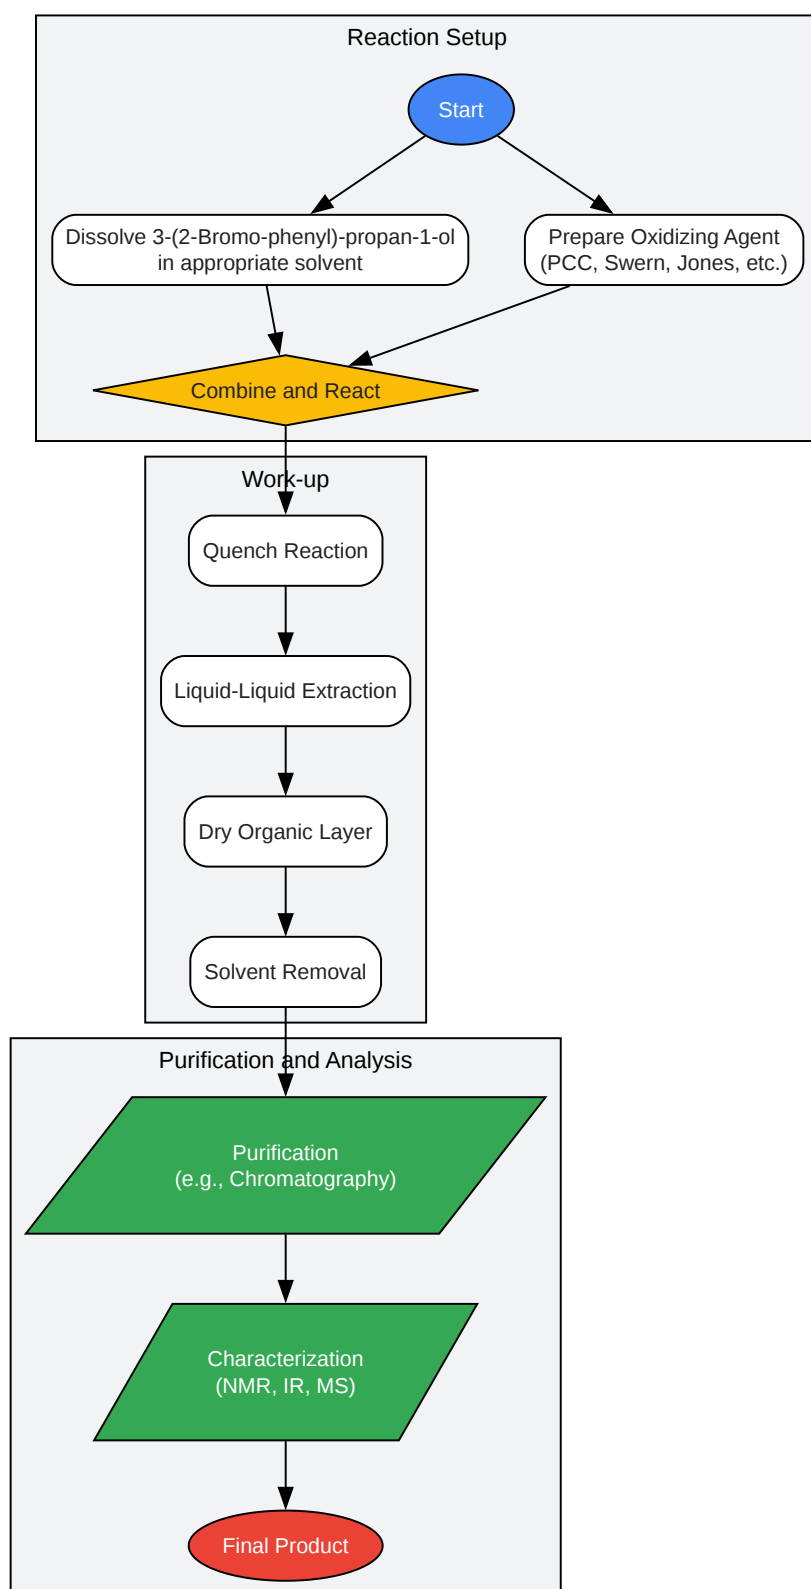 Reaction Setup
Start
Dissolve 3-(2-Bromo-phenyl)-propan-1-ol
in appropriate solvent
Prepare Oxidizing Agent
(PCC, Swern, Jones, etc.)
Combine and React
Work-up
Quench Reaction
Liquid-Liquid Extraction
Dry Organic Layer
Solvent Removal
Purification and Analysis
Purification
(e.g., Chromatography)
Characterization
(NMR, IR, MS)
Final Product